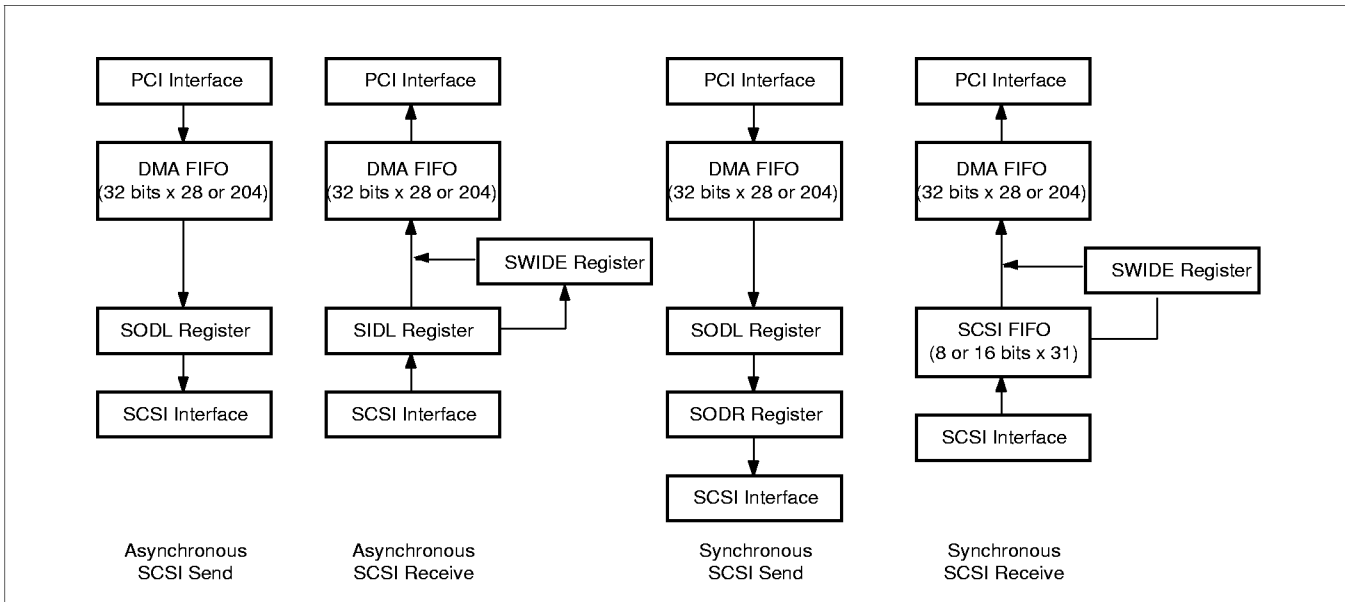 PCI Interface
DMA FIFO
(32 bits x 28 or 204)
SODL Register
SCSI Interface
Asynchronous
SCSI Send
PCI Interface
DMA FIFO
(32 bits x 28 or 204)
SWIDE Register
SIDL Register
SCSI Interface
Asynchronous
SCSI Receive
PCI Interface
DMA FIFO
(32 bits x 28 or 204)
SODL Register
SODR Register
SCSI Interface
Synchronous
SCSI Send
PCI Interface
DMA FIFO
(32 bits x 28 or 204)
SWIDE Register
SCSI FIFO
(8 or 16 bits x 31)
SCSI Interface
Synchronous
SCSI Receive